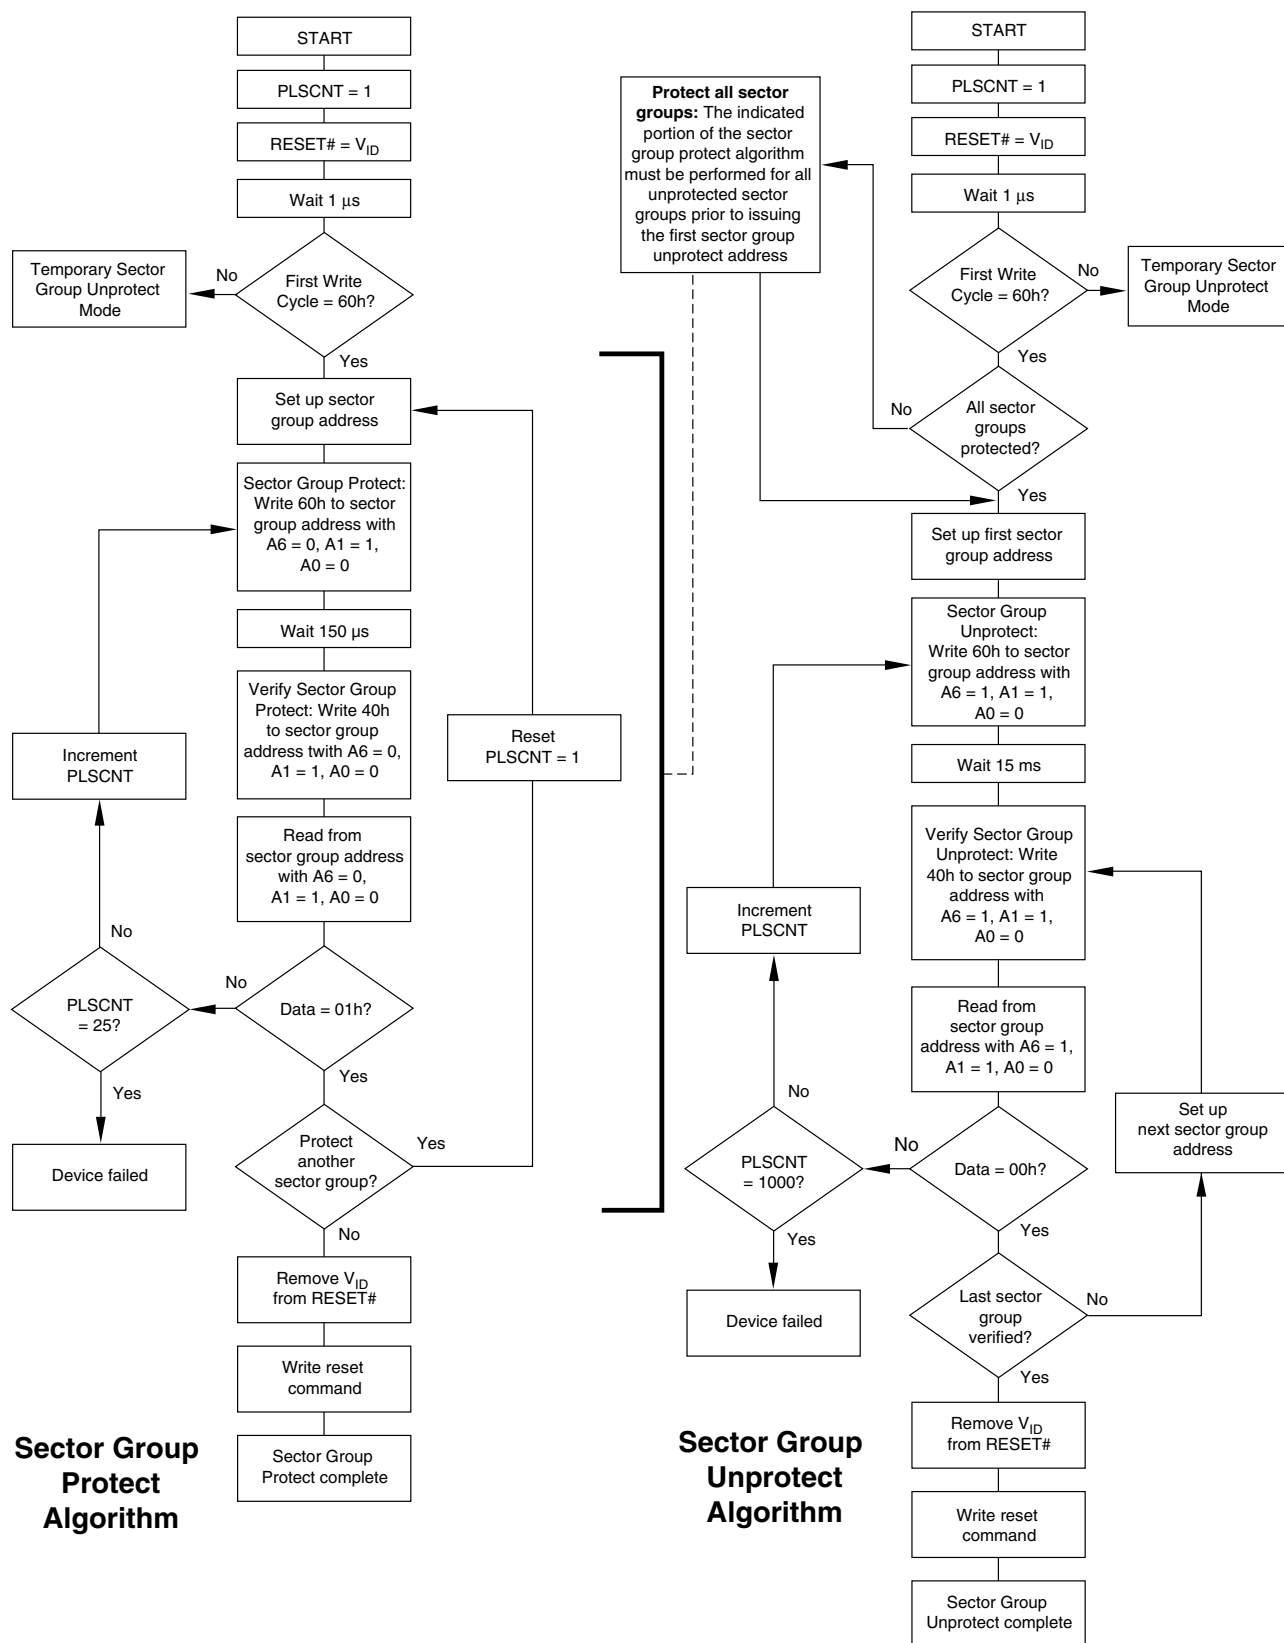 START
PLSCNT = 1
RESET# = VID
Wait 1 μs
First Write
Cycle = 60h?
No
Temporary Sector
Group Unprotect
Mode
Yes
Set up sector
group address
Sector Group Protect:
Write 60h to sector
group address with
A6 = 0, A1 = 1,
A0 = 0
Wait 150 μs
Verify Sector Group
Protect: Write 40h
to sector group
address twith A6 = 0,
A1 = 1, A0 = 0
Reset
PLSCNT = 1
Increment
PLSCNT
Read from
sector group address
with A6 = 0,
A1 = 1, A0 = 0
No
No
PLSCNT
= 25?
Data = 01h?
Yes
Yes
Device failed
Protect
another
sector group?
Yes
No
Remove VID
from RESET#
Write reset
command
Sector Group
Protect complete
Sector Group
Protect
Algorithm
Protect all sector
groups: The indicated
portion of the sector
group protect algorithm
must be performed for all
unprotected sector
groups prior to issuing
the first sector group
unprotect address
START
PLSCNT = 1
RESET# = VID
Wait 1 μs
First Write
Cycle = 60h?
No
Temporary Sector
Group Unprotect
Mode
Yes
No
All sector
groups
protected?
Yes
Set up first sector
group address
Sector Group
Unprotect:
Write 60h to sector
group address with
A6 = 1, A1 = 1,
A0 = 0
Wait 15 ms
Verify Sector Group
Unprotect: Write
40h to sector group
address with
A6 = 1, A1 = 1,
A0 = 0
Increment
PLSCNT
Read from
sector group
address with A6 = 1,
A1 = 1, A0 = 0
No
No
PLSCNT
= 1000?
Data = 00h?
Set up
next sector group
address
Yes
Yes
Device failed
Last sector
group
verified?
No
Yes
Remove VID
from RESET#
Write reset
command
Sector Group
Unprotect complete
Sector Group
Unprotect
Algorithm